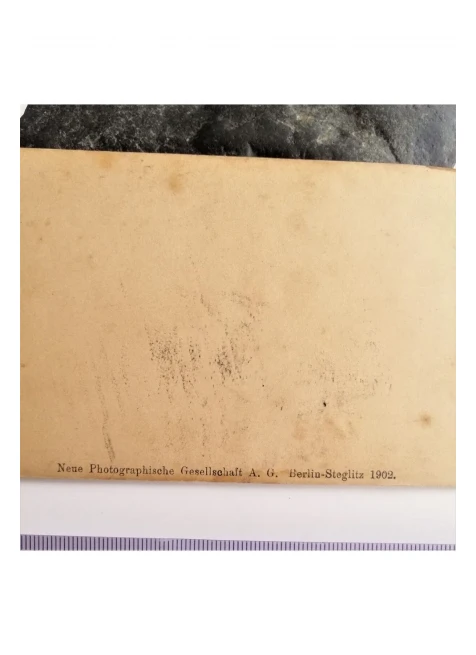 Neue Photographische Gesellschaft A. G. Berlin-Steglitz 1902.